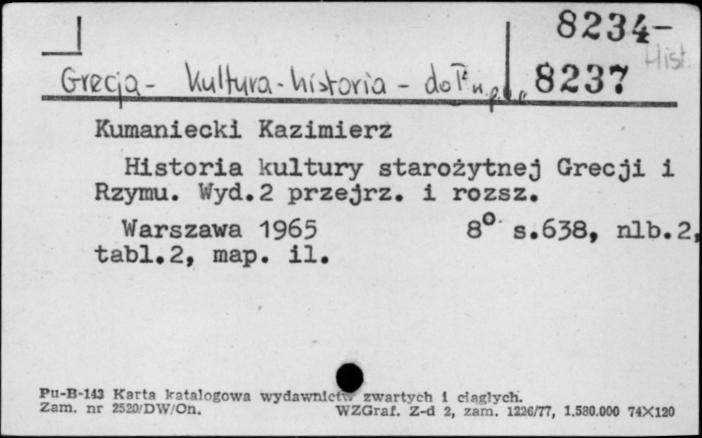 8234-
Hist.
Grecja - Kultura - historia - do I w. n.e. 8237
Kumaniecki Kazimierz
Historia kultury starożytnej Grecji i
Rzymu. Wyd.2 przejrz. i rozsz.
Warszawa 1965 8° s.638, nlb.2,
tabl.2, map. il.
Pu-B-143 Karta katalogowa wydawnictw zwartych i ciągłych.
Zam. nr 2520/DW/On. WZGraf. Z-d 2, zam. 1226/77, 1.580.000 74X120